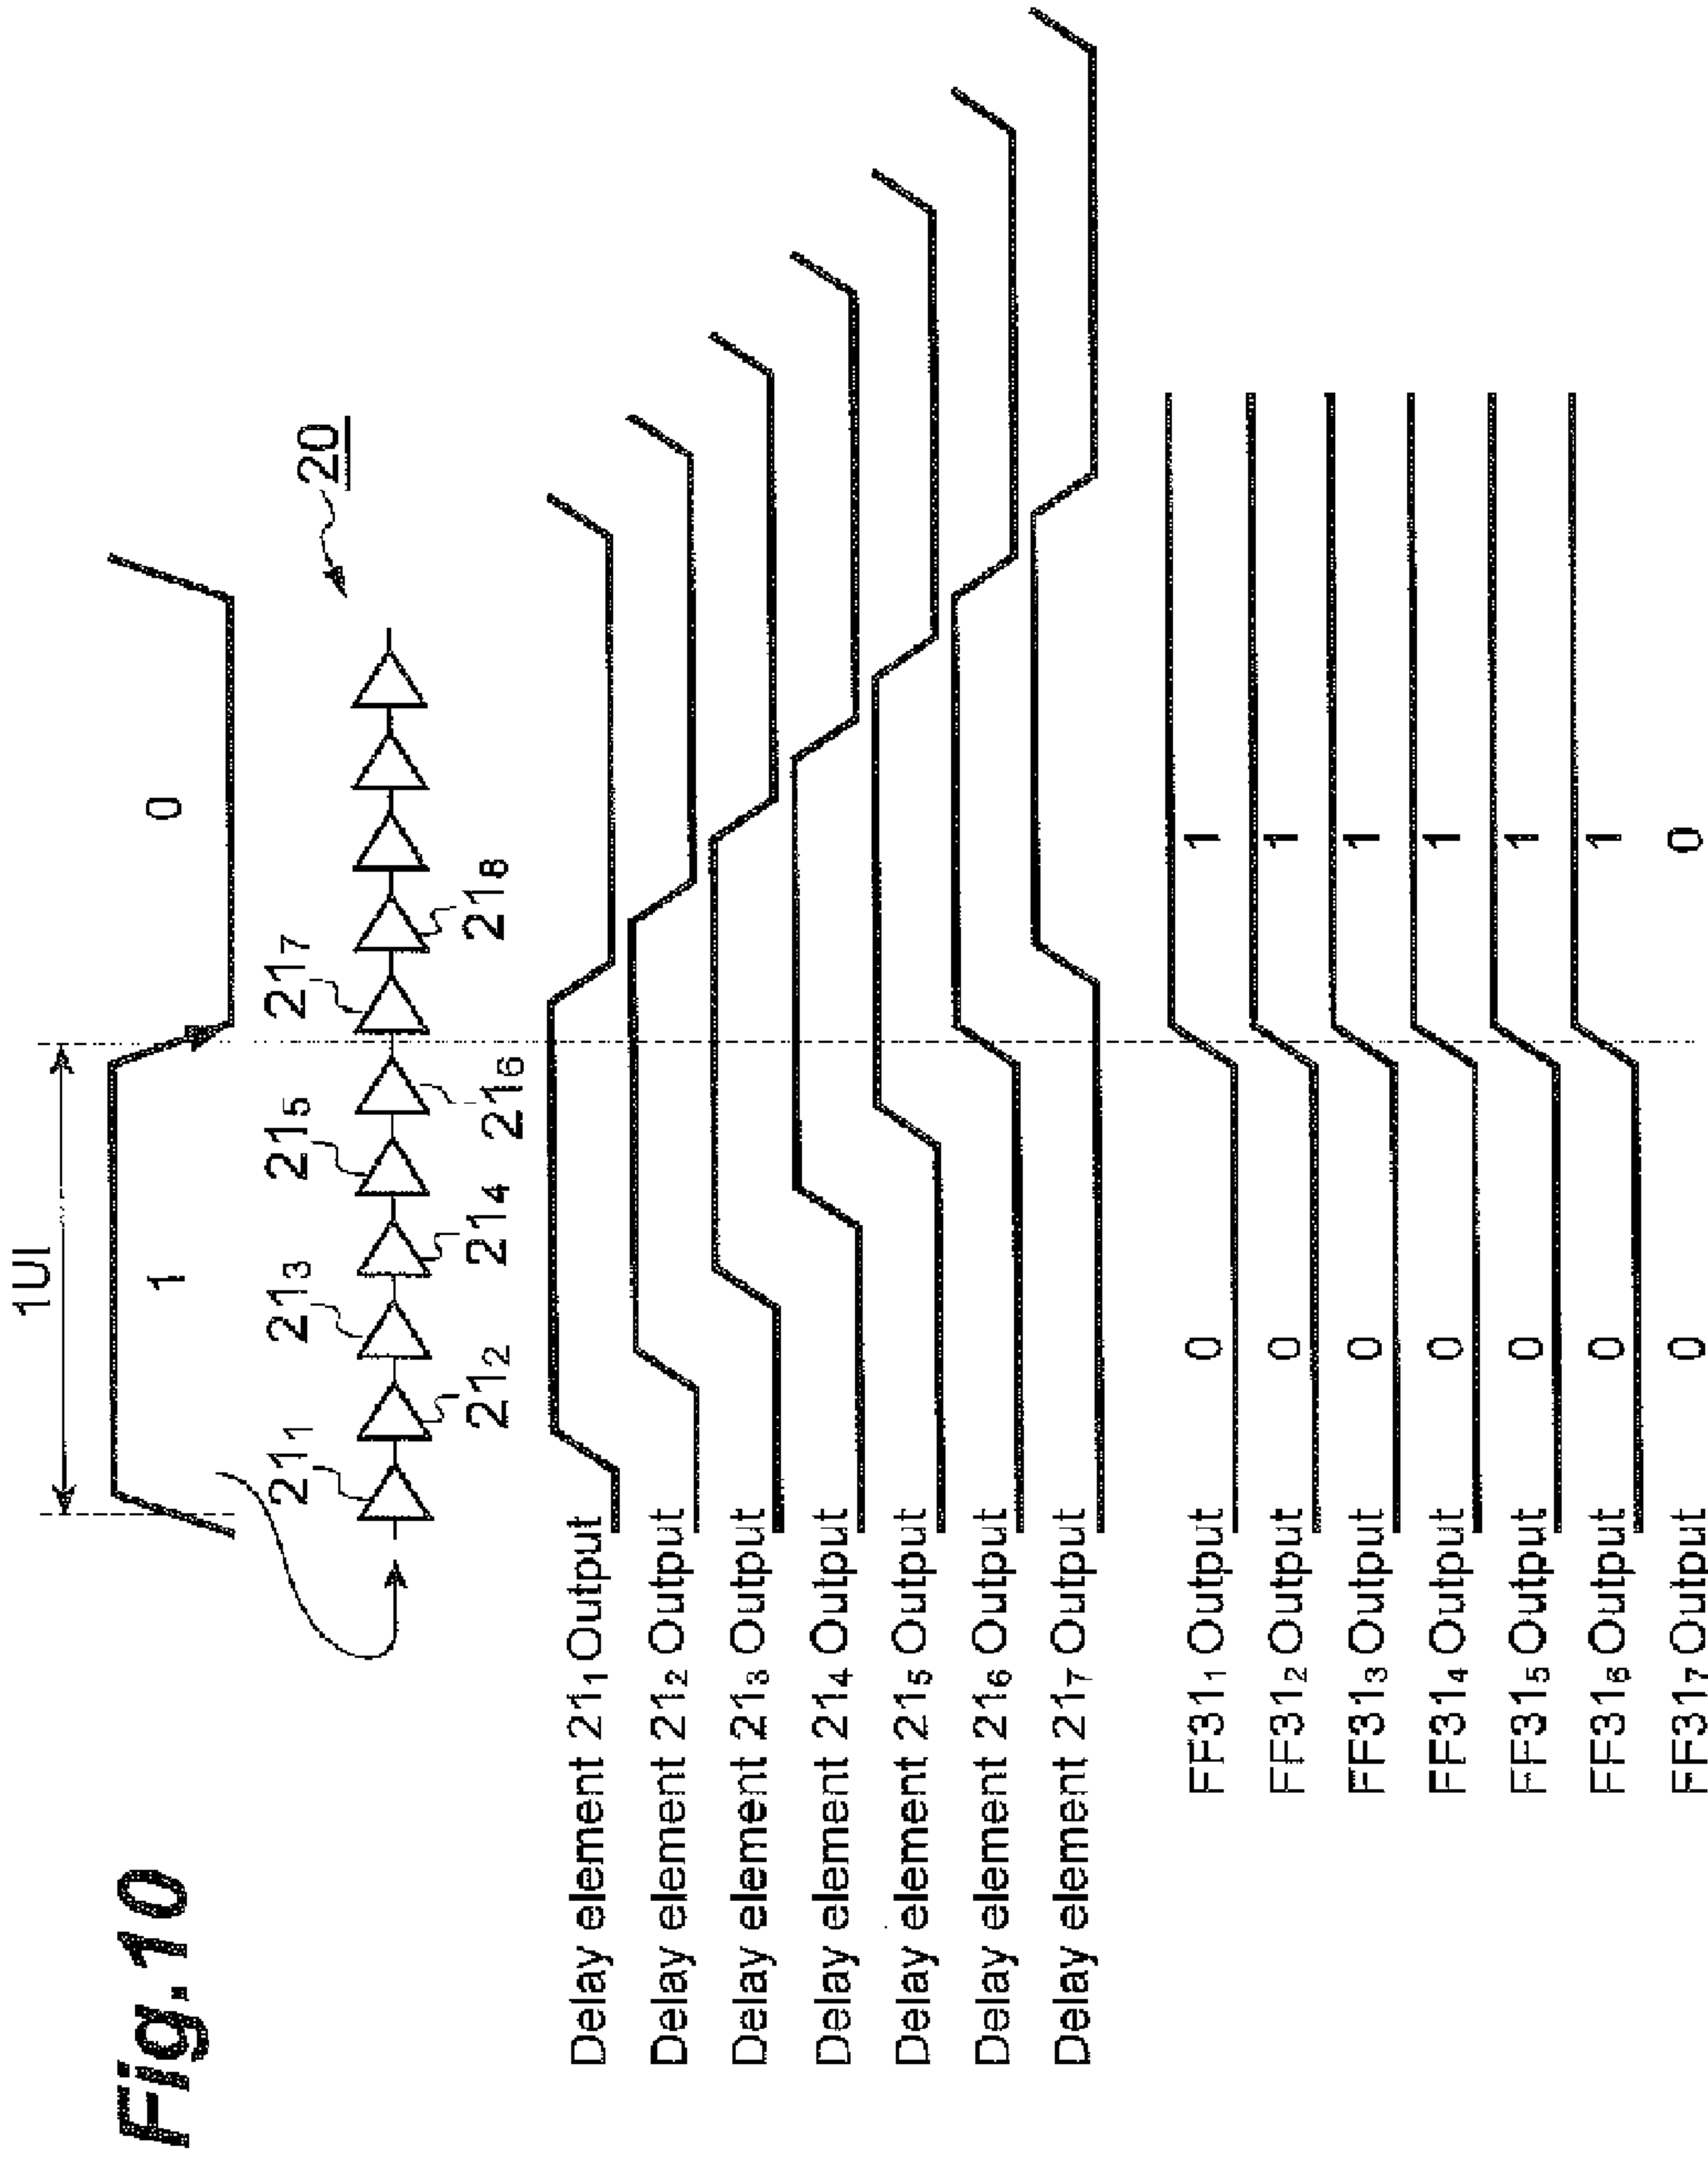 Fig.10
1UI
1 0
20
21₁ 21₃ 21₅ 21₇
21₂ 21₄ 21₆ 21₈
Delay element 21₁ Output
Delay element 21₂ Output
Delay element 21₃ Output
Delay element 21₄ Output
Delay element 21₅ Output
Delay element 21₆ Output
Delay element 21₇ Output
FF31₁ Output 0 1
FF31₂ Output 0 1
FF31₃ Output 0 1
FF31₄ Output 0 1
FF31₅ Output 0 1
FF31₆ Output 0 1
FF31₇ Output 0 0